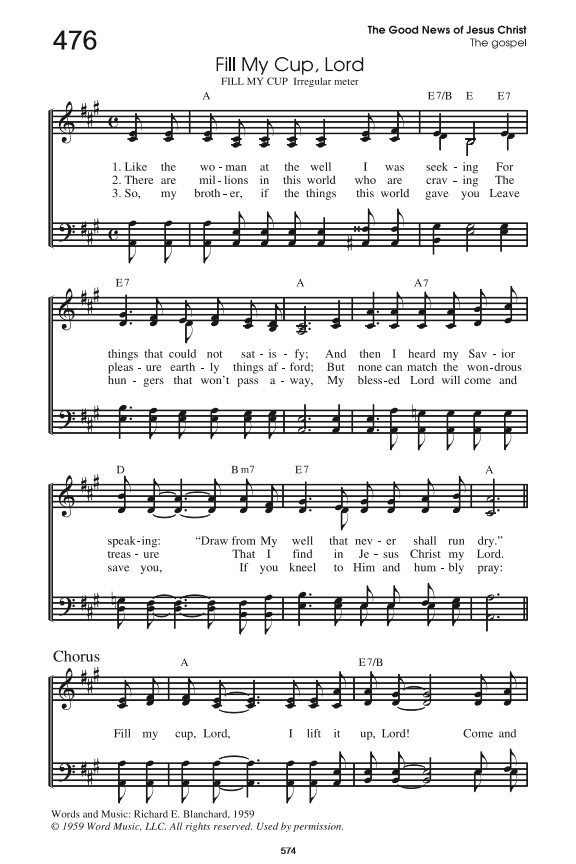 476
The Good News of Jesus Christ
The gospel
Fill My Cup, Lord
FILL MY CUP Irregular meter
A E7/B E E7
1. Like the wo - man at the well I was seek - ing For
2. There are mil - lions in this world who are crav - ing The
3. So, my broth - er, if the things this world gave you Leave
E7 A A7
things that could not sat - is - fy; And then I heard my Sav - ior
pleas - ure earth - ly things af - ford; But none can match the won - drous
hun - gers that won't pass a - way, My bless - ed Lord will come and
D Bm7 E7 A
speak - ing: "Draw from My well that nev - er shall run dry."
treas - ure That I find in Je - sus Christ my Lord.
save you, If you kneel to Him and hum - bly pray:
Chorus
A E7/B
Fill my cup, Lord, I lift it up, Lord! Come and
Words and Music: Richard E. Blanchard, 1959
© 1959 Word Music, LLC. All rights reserved. Used by permission.
574